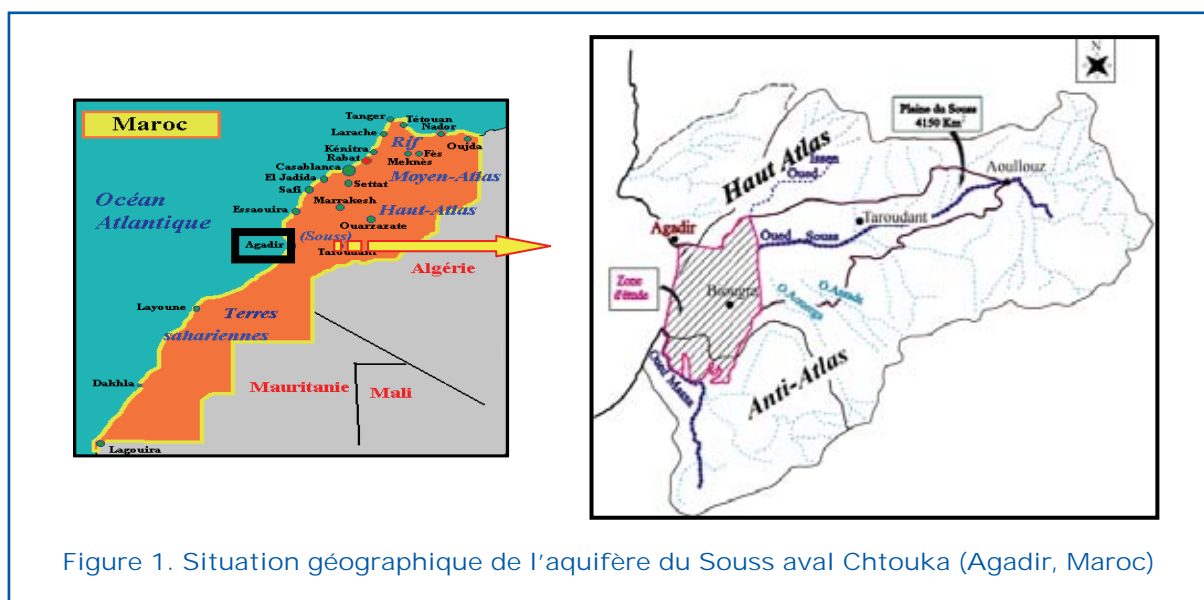 Maroc
Océan
Atlantique
Tanger
Tétouan
Larache
Nador
Oujda
Rif
Kénitra
Rabat
Fès
Meknès
Casablanca
Moyen-Atlas
El Jadida
Settat
Safi
Marrakesh
Haut-Atlas
Essaouira
Ouarzazate
(Souss)
Agadir
Taroudant
Algérie
Layoune
Terres
sahariennes
Dakhla
Mauritanie
Mali
Lagouira
N
Plaine du Souss
4150 Km²
Haut Atlas
Issen
Oued
Aoullouz
Taroudant
Agadir
Oued Souss
Zone
d'étude
Biougra
Oued Massa
Anti-Atlas
Figure 1. Situation géographique de l'aquifère du Souss aval Chtouka (Agadir, Maroc)